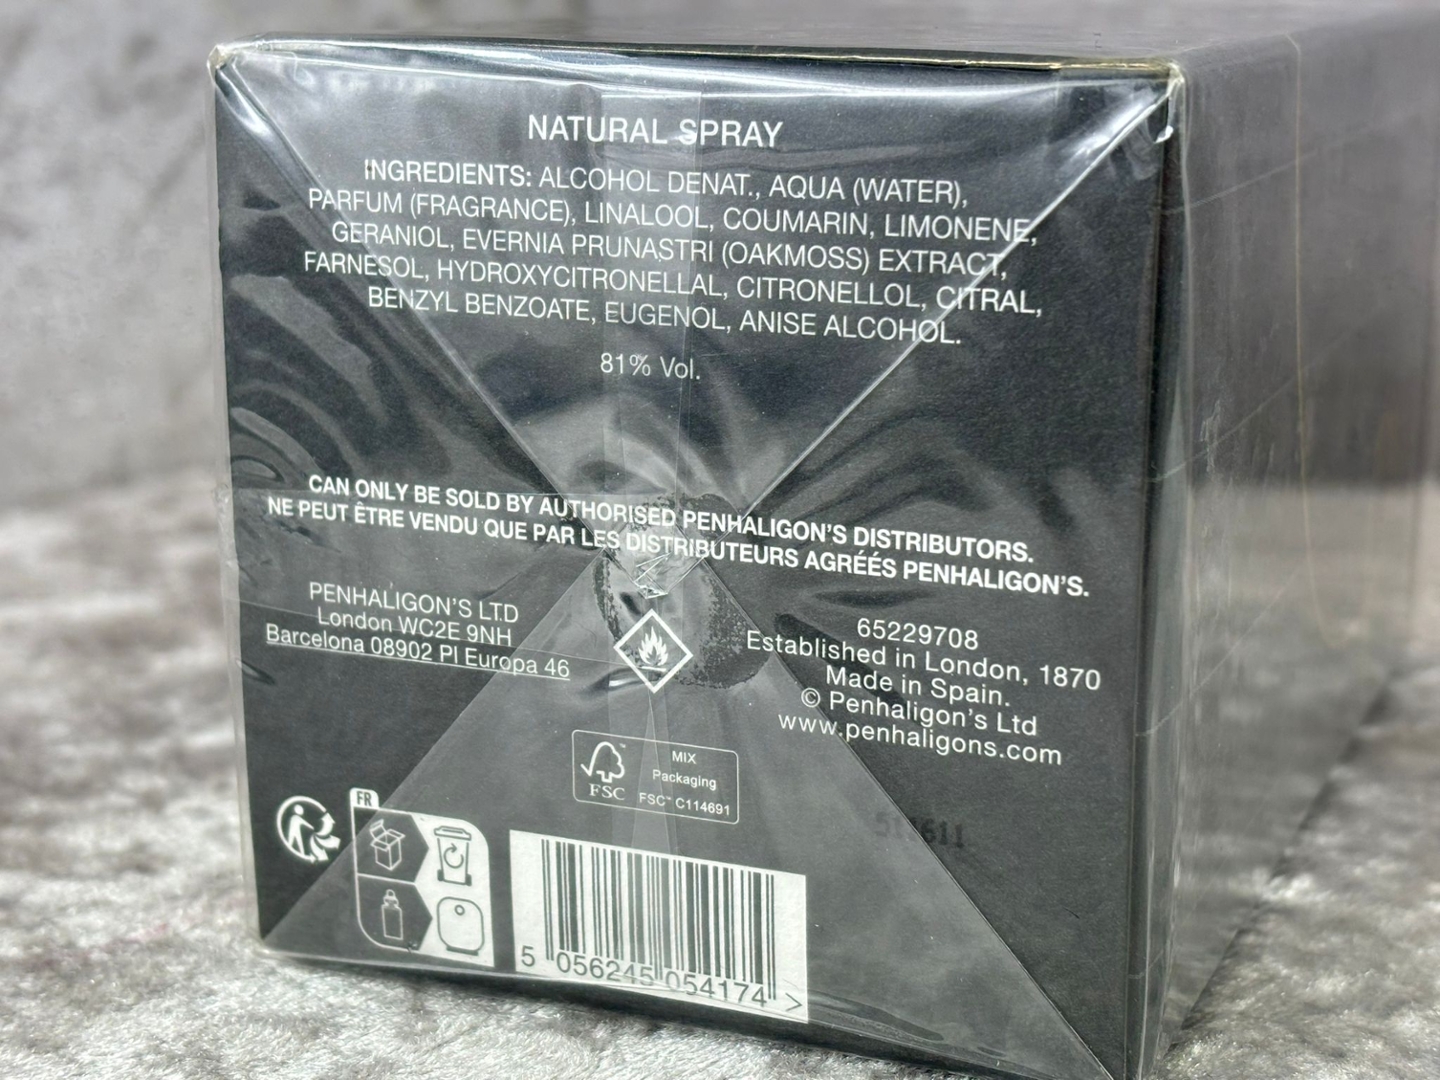 NATURAL SPRAY
INGREDIENTS: ALCOHOL DENAT., AQUA (WATER),
PARFUM (FRAGRANCE), LINALOOL, COUMARIN, LIMONENE,
GERANIOL, EVERNIA PRUNASTRI (OAKMOSS) EXTRACT,
FARNESOL, HYDROXYCITRONELLAL, CITRONELLOL, CITRAL,
BENZYL BENZOATE, EUGENOL, ANISE ALCOHOL.
81% Vol.
CAN ONLY BE SOLD BY AUTHORISED PENHALIGON'S DISTRIBUTORS.
NE PEUT ÊTRE VENDU QUE PAR LES DISTRIBUTEURS AGRÉÉS PENHALIGON'S.
PENHALIGON'S LTD
London WC2E 9NH
Barcelona 08902 Pl Europa 46
65229708
Established in London, 1870
Made in Spain.
© Penhaligon's Ltd
www.penhaligons.com
FSC™
MIX
Packaging
FSC™ C114691
FR
5 056245 054174 >